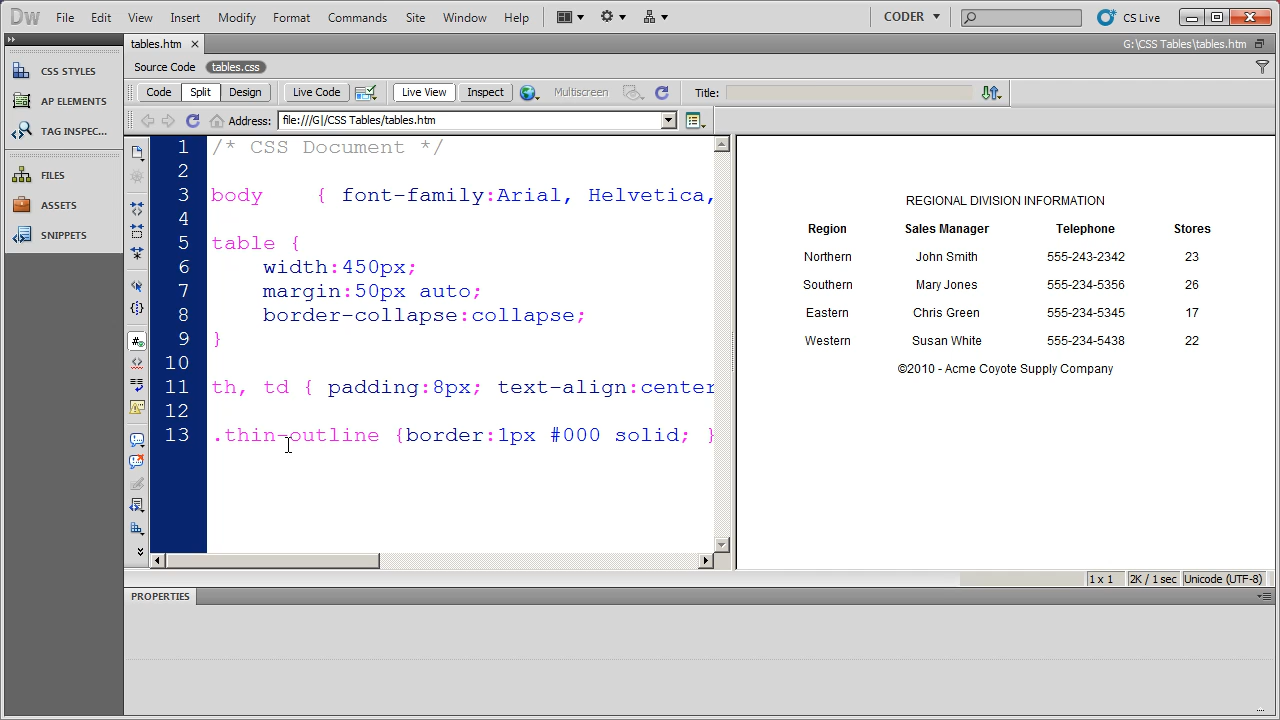 Dw File Edit View Insert Modify Format Commands Site Window Help CODER CS Live
tables.htm G:\CSS Tables\tables.htm
Source Code tables.css
Code Split Design Live Code Live View Inspect Multiscreen Title:
Address: file:///G|/CSS Tables/tables.htm
CSS STYLES
AP ELEMENTS
TAG INSPEC...
FILES
ASSETS
SNIPPETS
1 /* CSS Document */
2
3 body { font-family:Arial, Helvetica,
4
5 table {
6 width:450px;
7 margin:50px auto;
8 border-collapse:collapse;
9 }
10
11 th, td { padding:8px; text-align:center
12
13 .thin-outline {border:1px #000 solid; }
REGIONAL DIVISION INFORMATION
Region Sales Manager Telephone Stores
Northern John Smith 555-243-2342 23
Southern Mary Jones 555-234-5356 26
Eastern Chris Green 555-234-5345 17
Western Susan White 555-234-5438 22
©2010 - Acme Coyote Supply Company
1 x 1 2K / 1 sec Unicode (UTF-8)
PROPERTIES